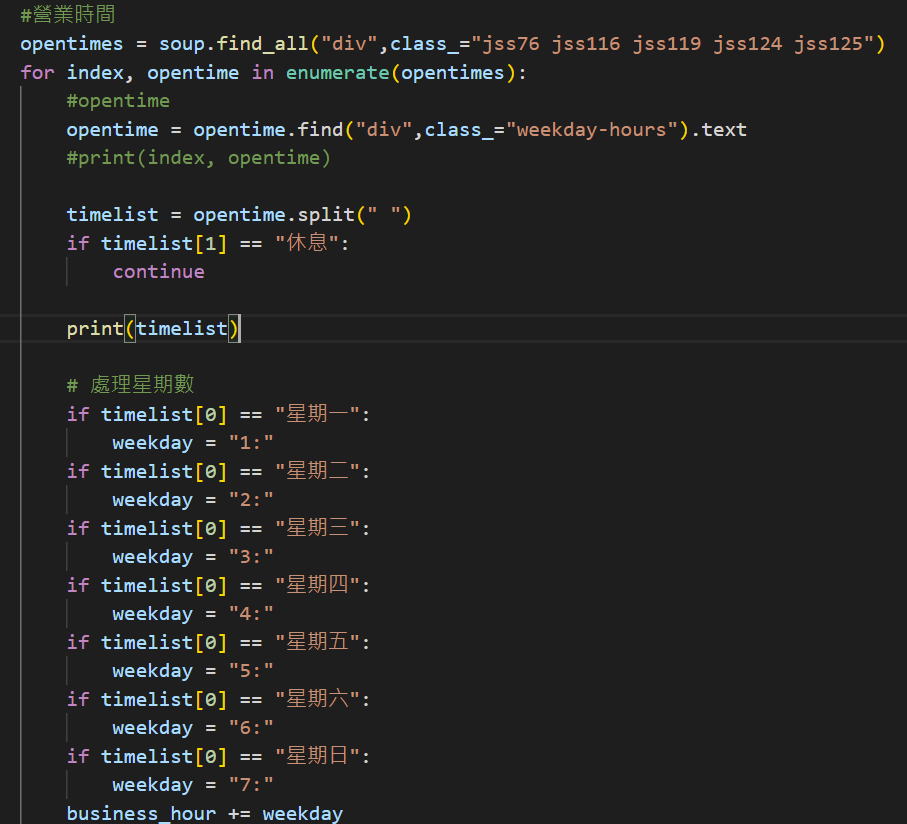 #營業時間
opentimes = soup.find_all("div",class_="jss76 jss116 jss119 jss124 jss125")
for index, opentime in enumerate(opentimes):
    #opentime
    opentime = opentime.find("div",class_="weekday-hours").text
    #print(index, opentime)
    timelist = opentime.split(" ")
    if timelist[1] == "休息":
        continue
    print(timelist)
    # 處理星期數
    if timelist[0] == "星期一":
        weekday = "1:"
    if timelist[0] == "星期二":
        weekday = "2:"
    if timelist[0] == "星期三":
        weekday = "3:"
    if timelist[0] == "星期四":
        weekday = "4:"
    if timelist[0] == "星期五":
        weekday = "5:"
    if timelist[0] == "星期六":
        weekday = "6:"
    if timelist[0] == "星期日":
        weekday = "7:"
    business_hour += weekday